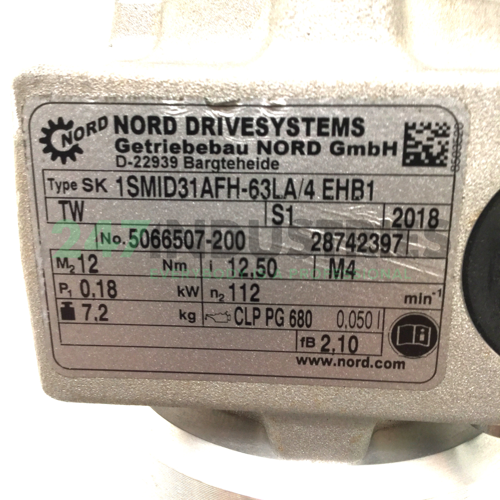 NORD NORD DRIVESYSTEMS
Getriebebau NORD GmbH
D-22939 Bargteheide
Type SK 1SMID31AFH-63LA/4 EHB1
TW S1 2018
No. 5066507-200 28742397
M2 12 Nm i 12,50 M4
P1 0,18 kW n2 112 min-1
7,2 kg CLP PG 680 0,050 l
fB 2,10
www.nord.com